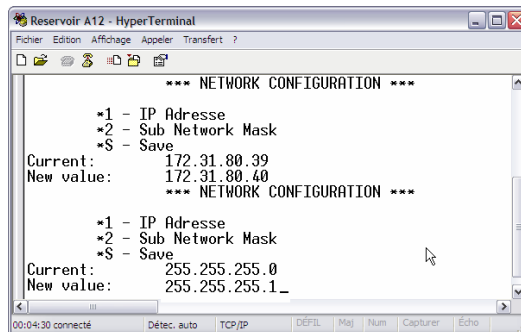 Reservoir A12 - HyperTerminal
Fichier Edition Affichage Appeler Transfert ?
*** NETWORK CONFIGURATION ***
*1 - IP Adresse
*2 - Sub Network Mask
*S - Save
Current: 172.31.80.39
New value: 172.31.80.40
*** NETWORK CONFIGURATION ***
*1 - IP Adresse
*2 - Sub Network Mask
*S - Save
Current: 255.255.255.0
New value: 255.255.255.1_
00:04:30 connecté Détec. auto TCP/IP DÉFIL Maj Num Capturer Écho